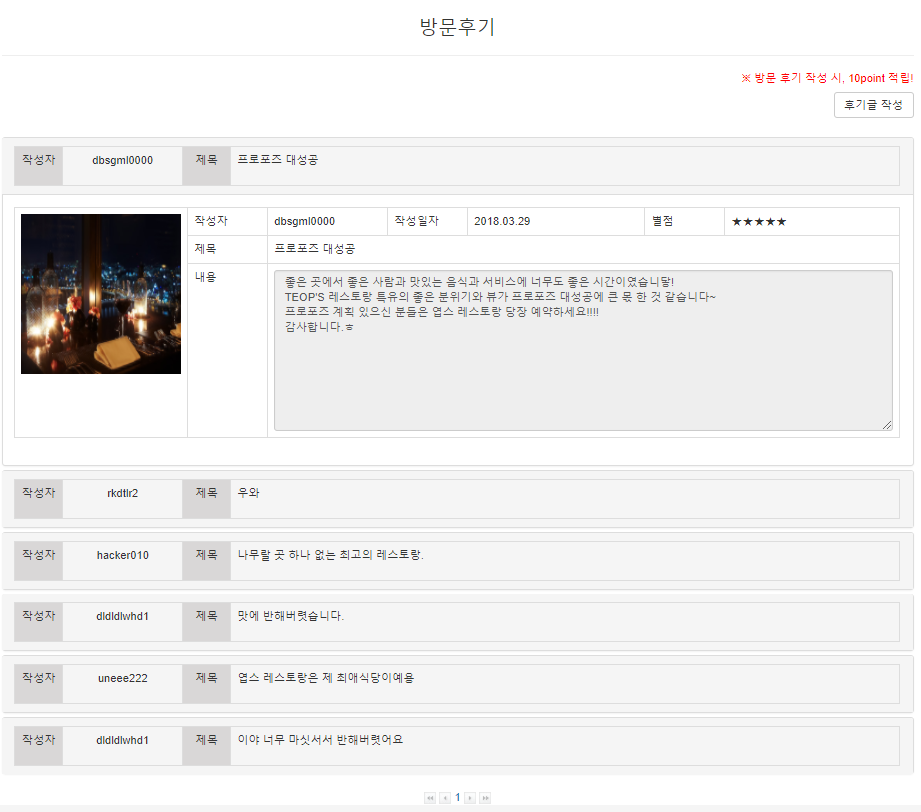 방문후기
※ 방문 후기 작성 시, 10point 적립!
후기글 작성
작성자 dbsgml0000 제목 프로포즈 대성공
작성자 dbsgml0000 작성일자 2018.03.29 별점 ★★★★★
제목 프로포즈 대성공
내용
좋은 곳에서 좋은 사람과 맛있는 음식과 서비스에 너무도 좋은 시간이였습니당!
TEOP'S 레스토랑 특유의 좋은 분위기와 뷰가 프로포즈 대성공에 큰 몫 한 것 같습니다~
프로포즈 계획 있으신 분들은 엽스 레스토랑 당장 예약하세요!!!!
감사합니다.ㅎ
작성자 rkdtlr2 제목 우와
작성자 hacker010 제목 나무랄 곳 하나 없는 최고의 레스토랑.
작성자 dldldlwhd1 제목 맛에 반해버렷습니다.
작성자 uneee222 제목 엽스 레스토랑은 제 최애식당이예용
작성자 dldldlwhd1 제목 이야 너무 마싯서서 반해버렷어요
1